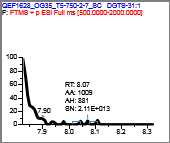 QEF1628_OG35_T5-750-2-7_BC DGTS-31:1
F: FTMS + p ESI Full ms [500.0000-2000.0000]
100
80
60
40
20
0
7.90
RT: 8.07
AA: 1009
AH: 881
SN: 2.11E+013
7.9 8.0 8.1 8.2 8.3